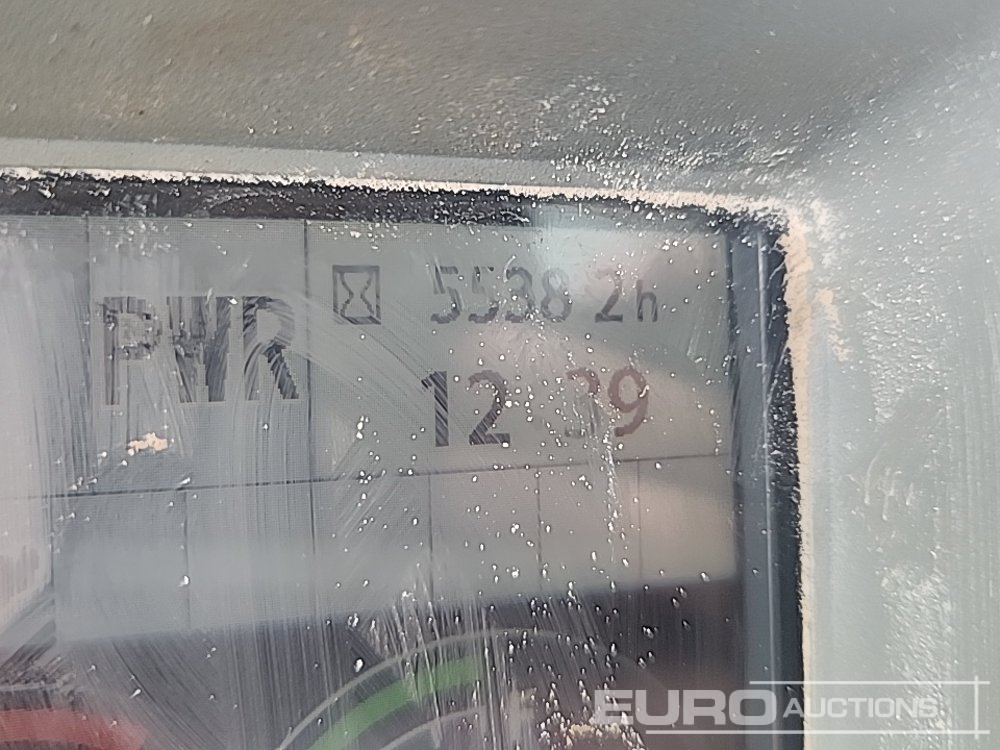 PWR
5538 2h
12 39
EURO AUCTIONS